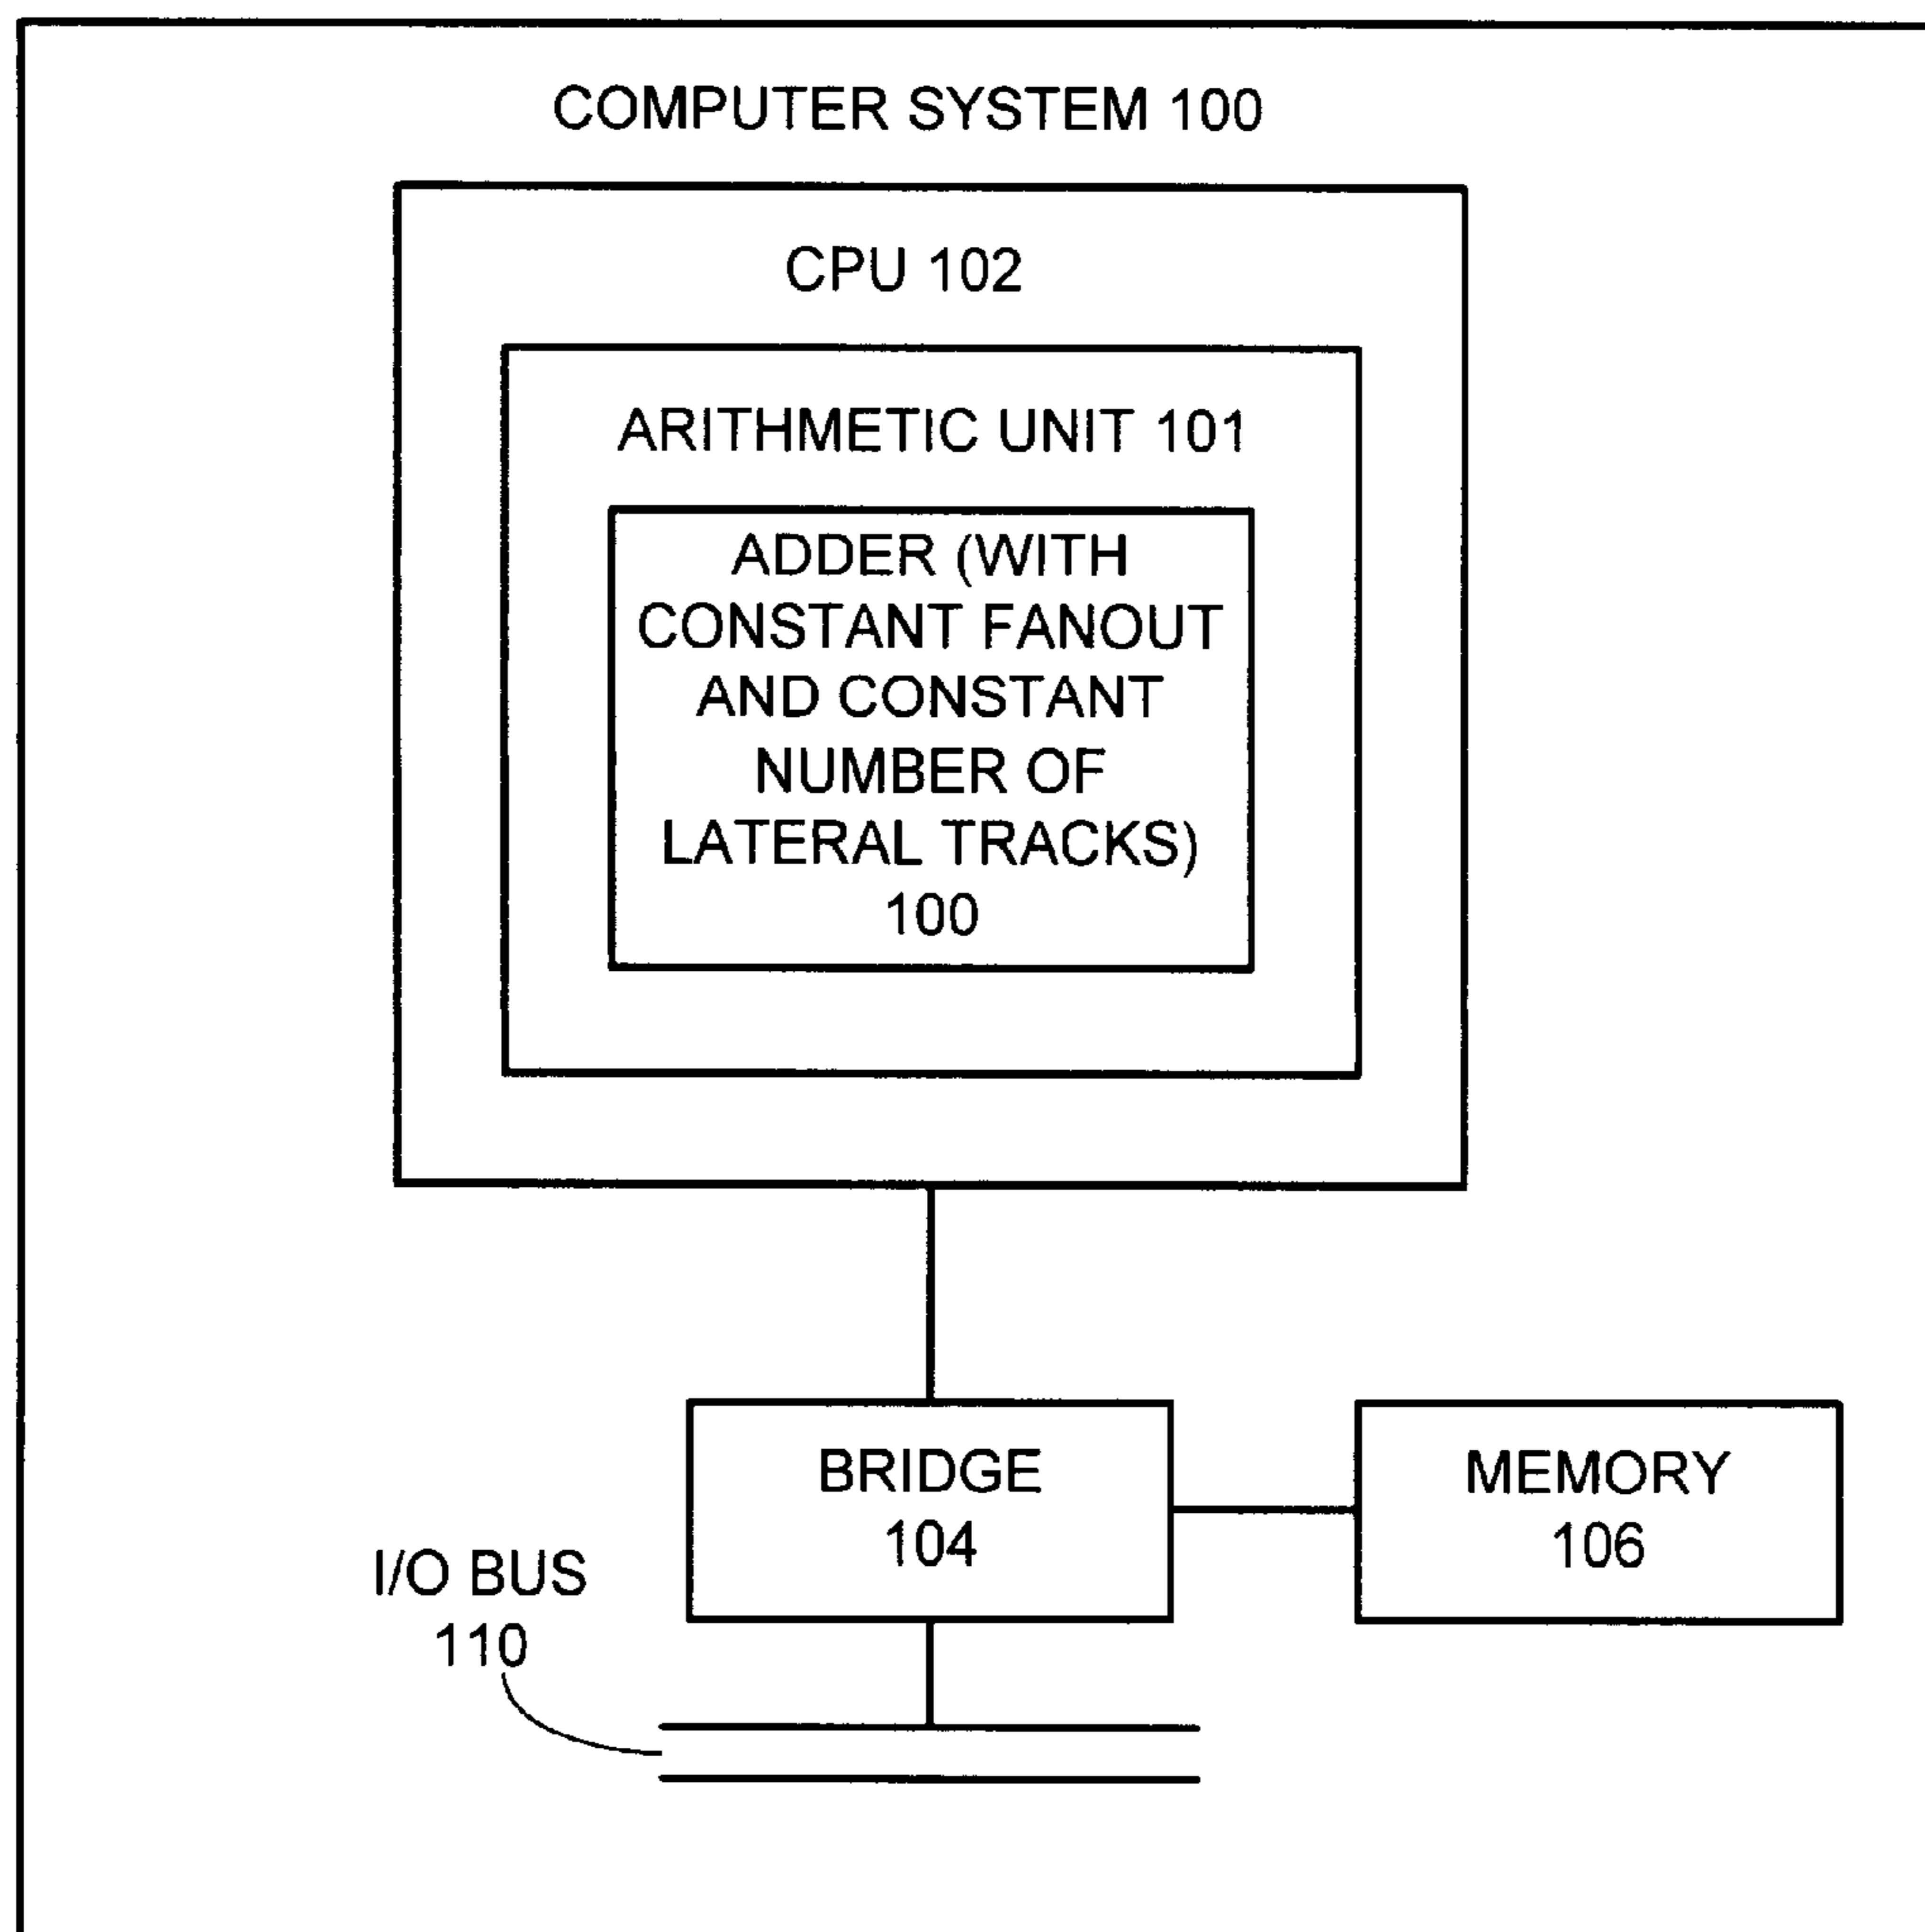 COMPUTER SYSTEM 100
CPU 102
ARITHMETIC UNIT 101
ADDER (WITH
CONSTANT FANOUT
AND CONSTANT
NUMBER OF
LATERAL TRACKS)
100
BRIDGE
104
MEMORY
106
I/O BUS
110